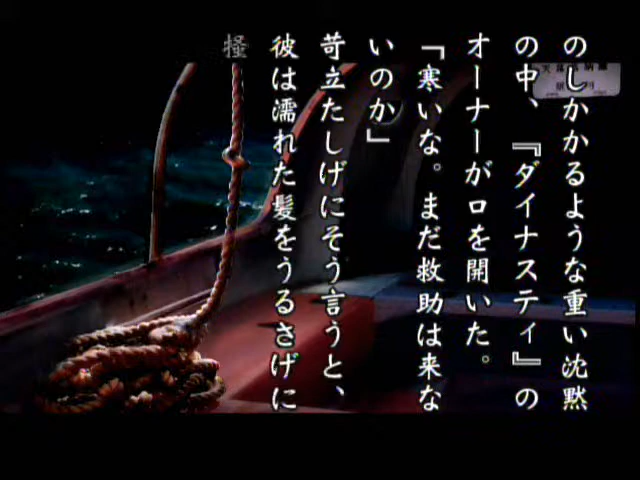 のしかかるような重い沈黙
の中、『ダイナスティ』の
オーナーが口を開いた。
「寒いな。まだ救助は来な
いのか」
苛立たしげにそう言うと、
彼は濡れた髪をうるさげに
掻